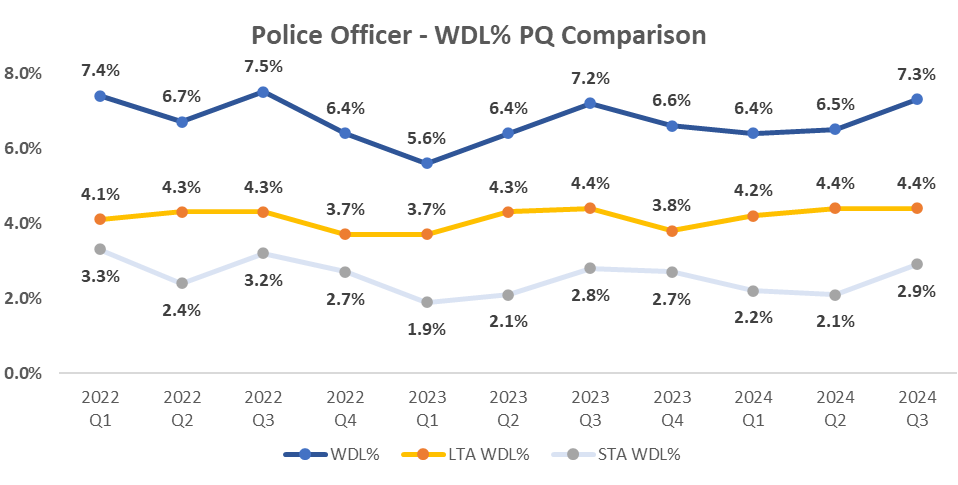 Police Officer - WDL% PQ Comparison
8.0%
6.0%
4.0%
2.0%
0.0%
7.4% 6.7% 7.5% 6.4% 5.6% 6.4% 7.2% 6.6% 6.4% 6.5% 7.3%
4.1% 4.3% 4.3% 3.7% 3.7% 4.3% 4.4% 3.8% 4.2% 4.4% 4.4%
3.3% 2.4% 3.2% 2.7% 1.9% 2.1% 2.8% 2.7% 2.2% 2.1% 2.9%
2022 2022 2022 2022 2023 2023 2023 2023 2024 2024 2024
Q1 Q2 Q3 Q4 Q1 Q2 Q3 Q4 Q1 Q2 Q3
WDL% LTA WDL% STA WDL%